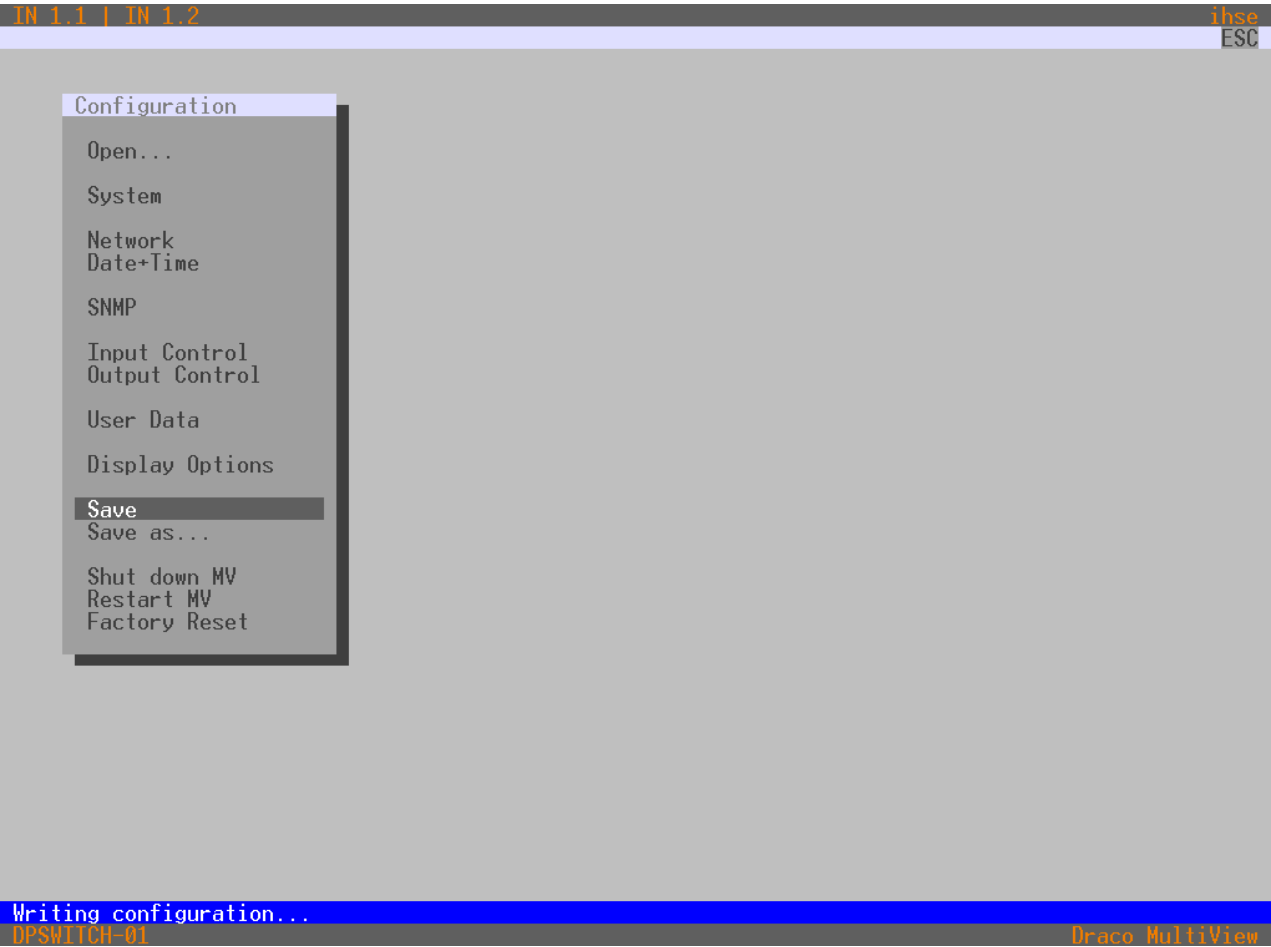 IN 1.1 | IN 1.2 ihse
ESC
Configuration
Open...
System
Network
Date+Time
SNMP
Input Control
Output Control
User Data
Display Options
Save
Save as...
Shut down MV
Restart MV
Factory Reset
Writing configuration...
DPSWITCH-01 Draco MultiView